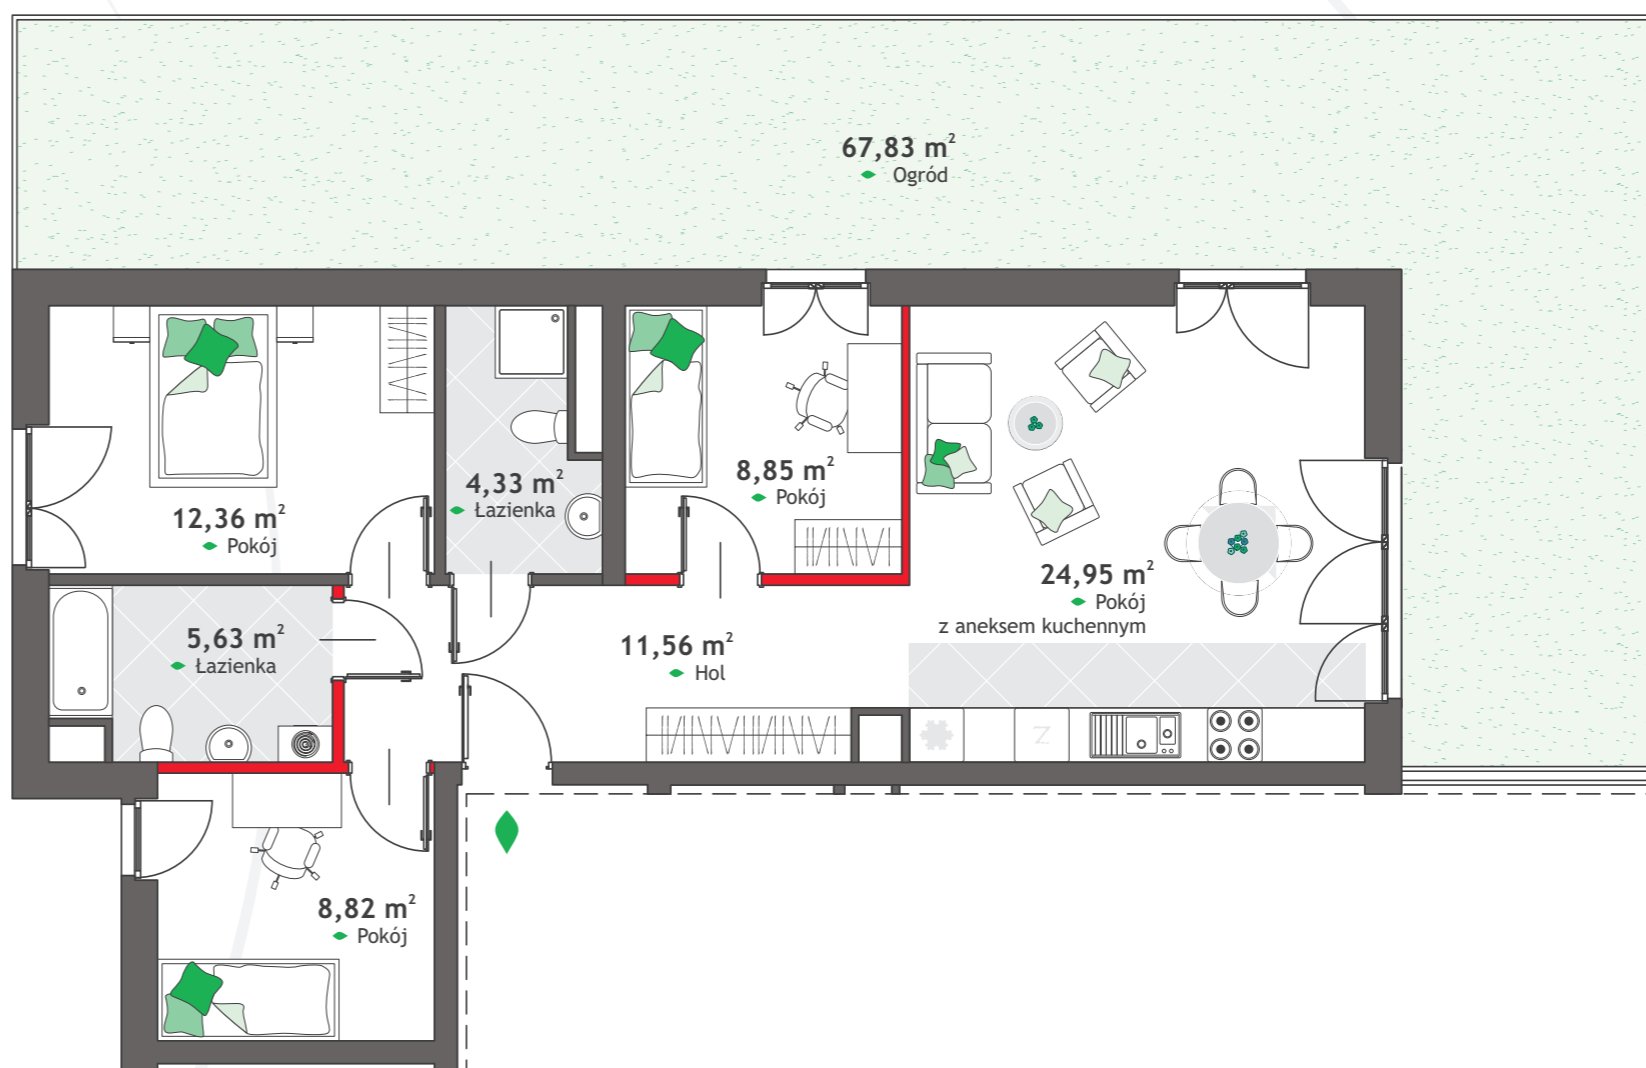 67,83 m²
Ogród
12,36 m²
Pokój
4,33 m²
Łazienka
8,85 m²
Pokój
24,95 m²
Pokój
z aneksem kuchennym
5,63 m²
Łazienka
11,56 m²
Hol
Z
8,82 m²
Pokój